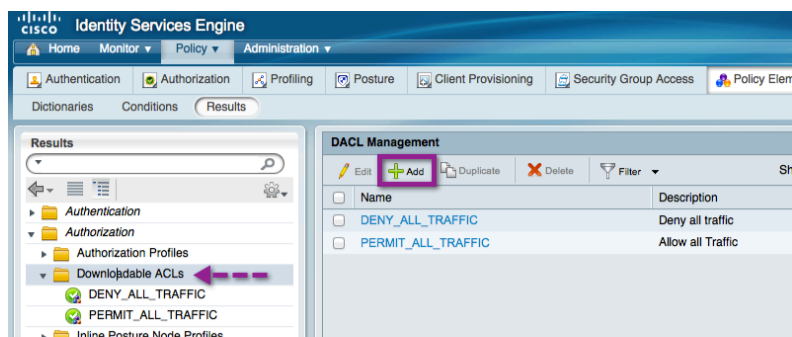 CISCO Identity Services Engine
Home Monitor Policy Administration
Authentication Authorization Profiling Posture Client Provisioning Security Group Access Policy Elem
Dictionaries Conditions Results
Results
Authentication
Authorization
Authorization Profiles
Downloadable ACLs
DENY_ALL_TRAFFIC
PERMIT_ALL_TRAFFIC
Inline Posture Node Profiles
DACL Management
Edit Add Duplicate Delete Filter Sh
Name Description
DENY_ALL_TRAFFIC Deny all traffic
PERMIT_ALL_TRAFFIC Allow all Traffic